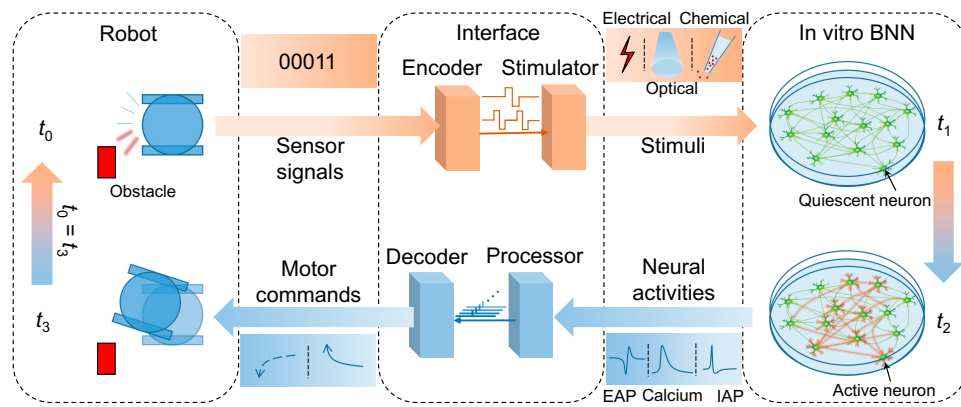 Robot
00011
Interface
Electrical
Chemical
Optical
In vitro BNN
Encoder
Stimulator
t0
Sensor
signals
Stimuli
t1
Obstacle
Quiescent neuron
t0 = t3
Decoder
Processor
Motor
commands
Neural
activities
t3
t2
EAP
Calcium
IAP
Active neuron